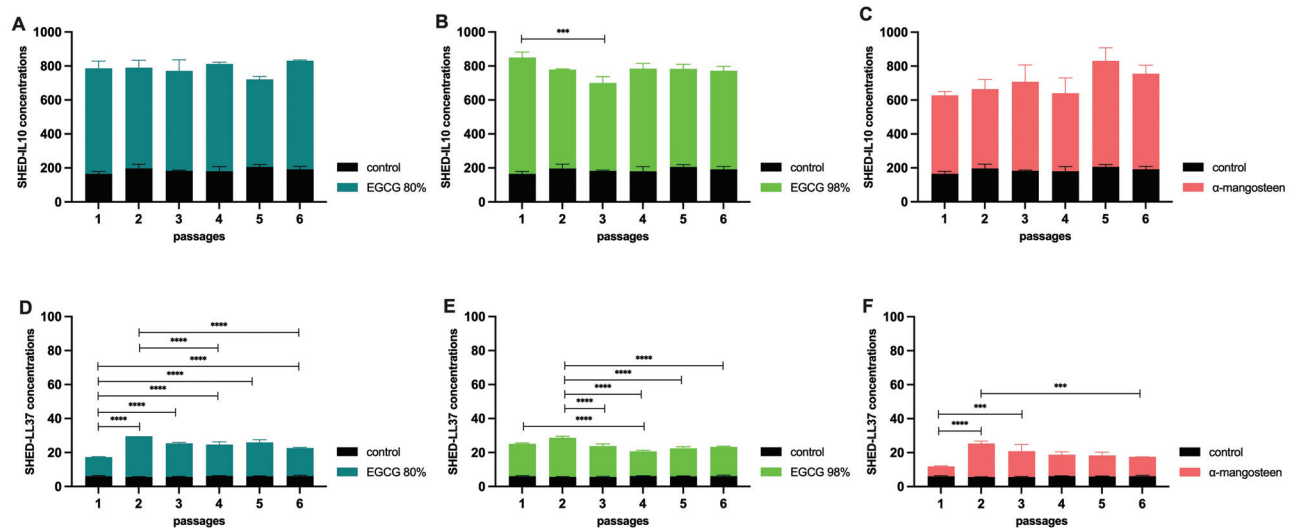 A
SHED-IL10 concentrations
1000
800
600
400
200
0
1 2 3 4 5 6
passages
control
EGCG 80%
B
SHED-IL10 concentrations
1000
800
600
400
200
0
***
1 2 3 4 5 6
passages
control
EGCG 98%
C
SHED-IL10 concentrations
1000
800
600
400
200
0
1 2 3 4 5 6
passages
control
α-mangosteen
D
SHED-LL37 concentrations
100
80
60
40
20
0
****
****
****
****
****
****
****
1 2 3 4 5 6
passages
control
EGCG 80%
E
SHED-LL37 concentrations
100
80
60
40
20
0
****
****
****
****
****
1 2 3 4 5 6
passages
control
EGCG 98%
F
SHED-LL37 concentrations
100
80
60
40
20
0
***
***
****
1 2 3 4 5 6
passages
control
α-mangosteen